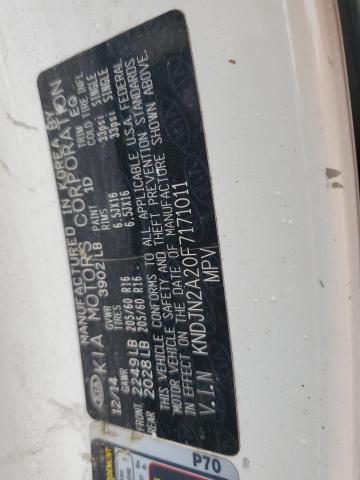 MANUFACTURED IN KOREA BY
KIA MOTORS CORPORATION
12/14 GVWR 3902 LB PAINT 1D TRIM EQ
GAWR TIRES RIMS COLD TIRE INFL
FRONT 2249LB 205/60 R16 6.5JX16 33psi SINGLE
REAR 2028LB 205/60 R16 6.5JX16 33psi SINGLE
THIS VEHICLE CONFORMS TO ALL APPLICABLE U.S.A. FEDERAL
MOTOR VEHICLE SAFETY AND THEFT PREVENTION STANDARDS
IN EFFECT ON THE DATE OF MANUFACTURE SHOWN ABOVE.
V.I.N KNDJN2A20F7171011
MPV
P70